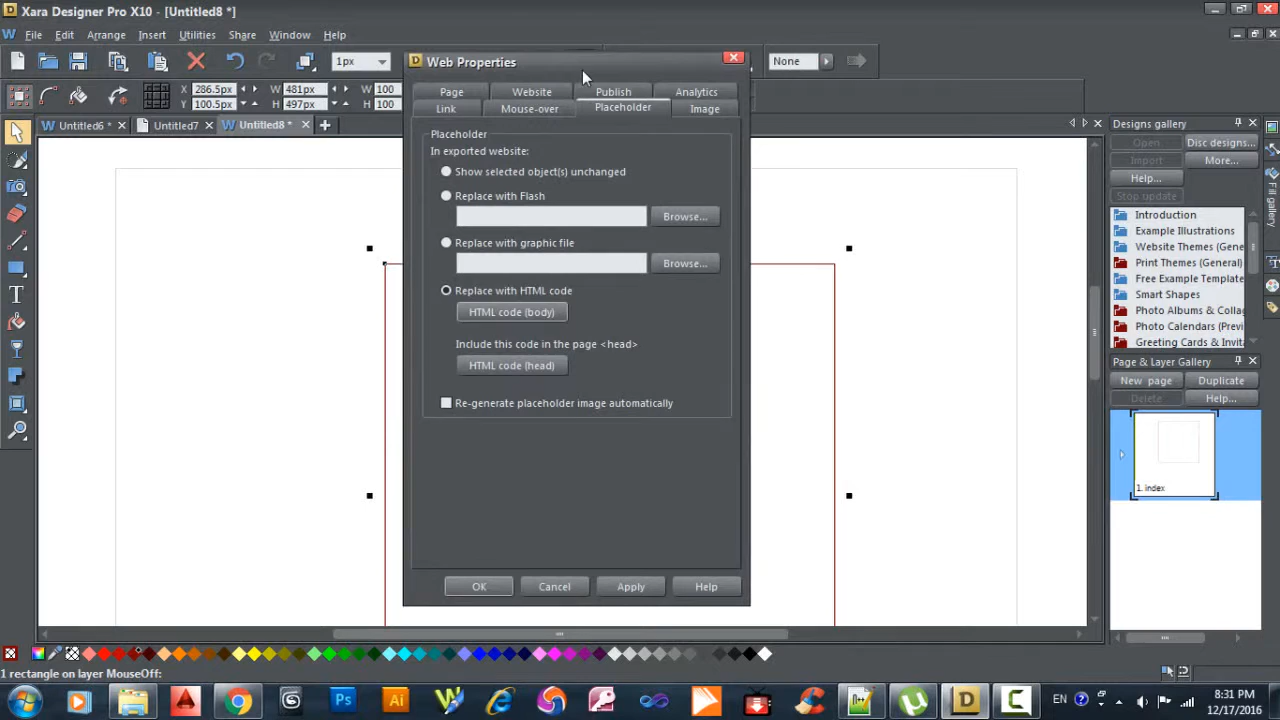 Xara Designer Pro X10 - [Untitled8 *]
File Edit Arrange Insert Utilities Share Window Help
1px
X 286.5px W 481px 100
Y 100.5px H 497px 100
None
Untitled6 * Untitled7 Untitled8 *
Web Properties
Page Website Publish Analytics
Link Mouse-over Placeholder Image
Placeholder
In exported website:
Show selected object(s) unchanged
Replace with Flash
Browse...
Replace with graphic file
Browse...
Replace with HTML code
HTML code (body)
Include this code in the page <head>
HTML code (head)
Re-generate placeholder image automatically
OK Cancel Apply Help
Designs gallery
Open Disc designs...
Import More...
Help...
Stop update
Introduction
Example Illustrations
Website Themes (Gene
Print Themes (General)
Free Example Template
Smart Shapes
Photo Albums & Collag
Photo Calendars (Previ
Greeting Cards & Invita
Fill gallery
Page & Layer Gallery
New page Duplicate
Delete Help...
1. index
1 rectangle on layer MouseOff:
EN
8:31 PM
12/17/2016